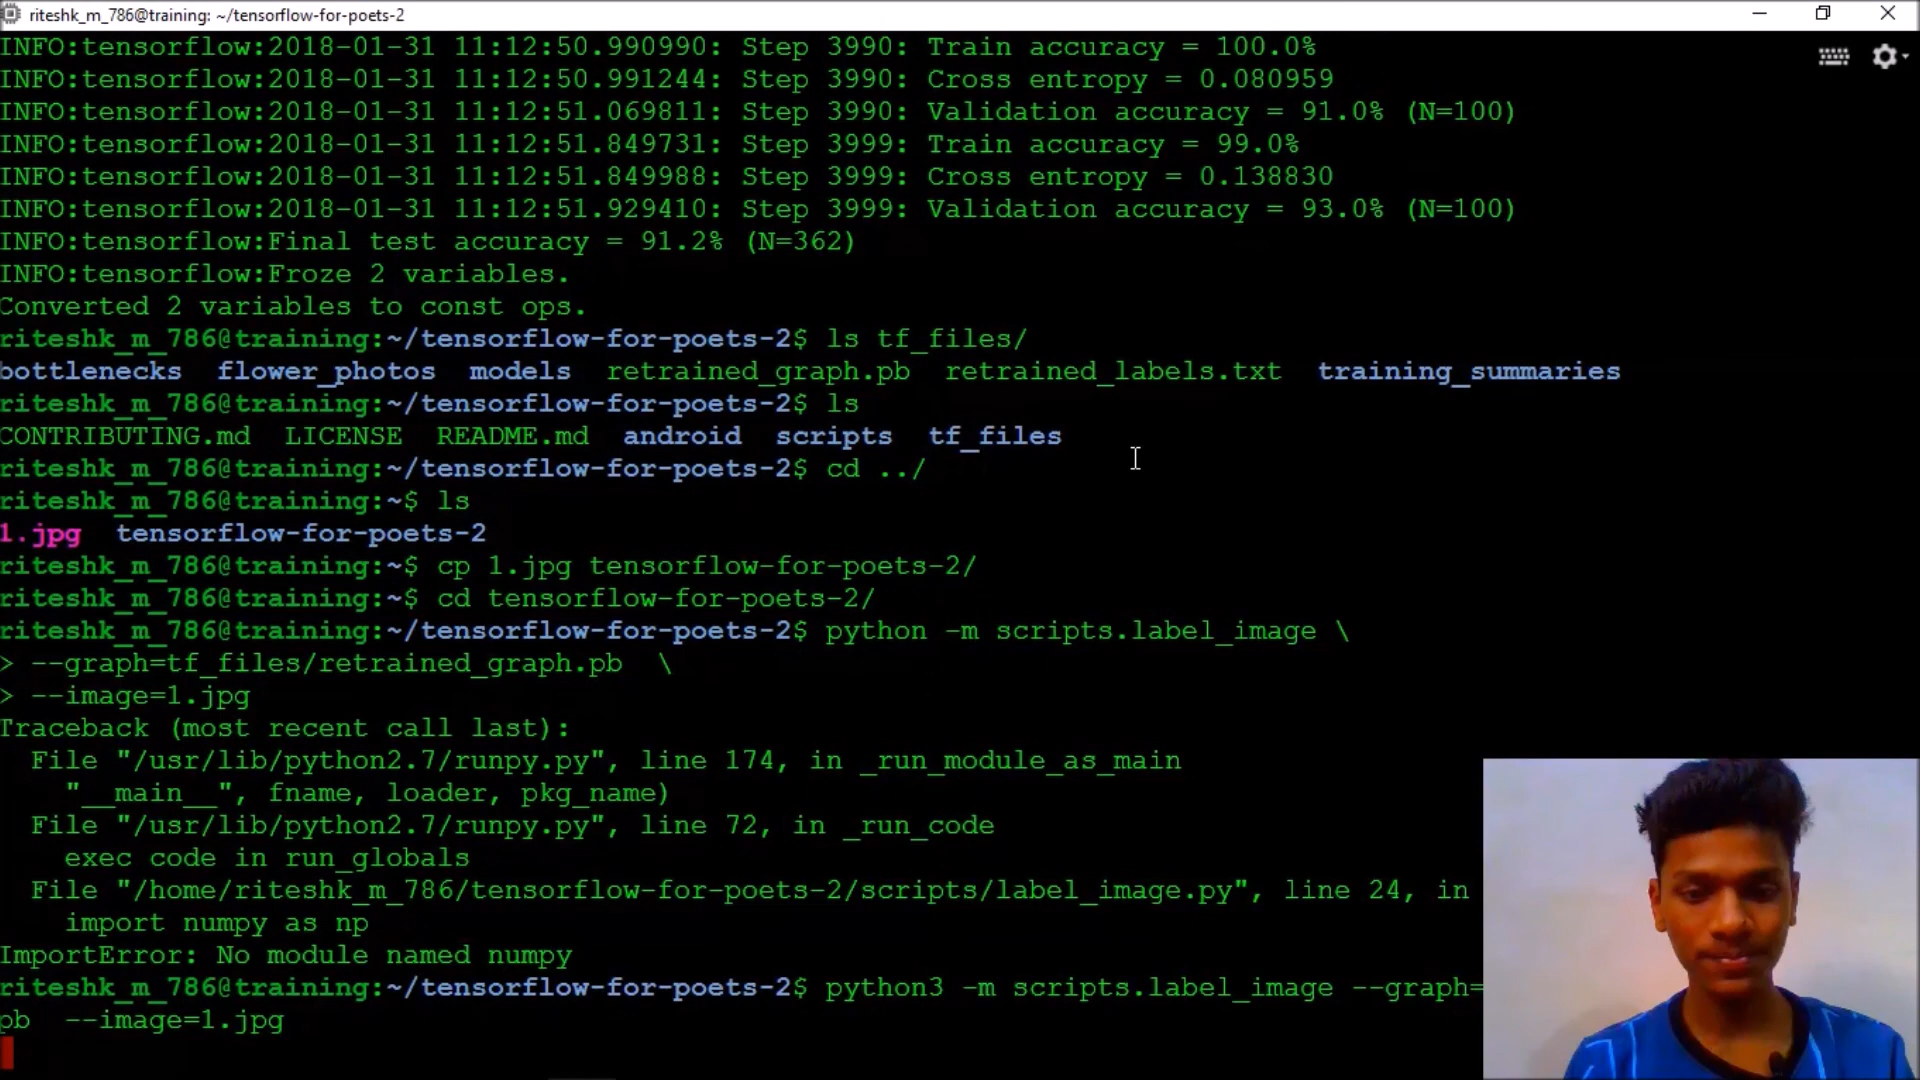 riteshk_m_786@training: ~/tensorflow-for-poets-2
INFO:tensorflow:2018-01-31 11:12:50.990990: Step 3990: Train accuracy = 100.0%
INFO:tensorflow:2018-01-31 11:12:50.991244: Step 3990: Cross entropy = 0.080959
INFO:tensorflow:2018-01-31 11:12:51.069811: Step 3990: Validation accuracy = 91.0% (N=100)
INFO:tensorflow:2018-01-31 11:12:51.849731: Step 3999: Train accuracy = 99.0%
INFO:tensorflow:2018-01-31 11:12:51.849988: Step 3999: Cross entropy = 0.138830
INFO:tensorflow:2018-01-31 11:12:51.929410: Step 3999: Validation accuracy = 93.0% (N=100)
INFO:tensorflow:Final test accuracy = 91.2% (N=362)
INFO:tensorflow:Froze 2 variables.
Converted 2 variables to const ops.
riteshk_m_786@training:~/tensorflow-for-poets-2$ ls tf_files/
bottlenecks  flower_photos  models  retrained_graph.pb  retrained_labels.txt  training_summaries
riteshk_m_786@training:~/tensorflow-for-poets-2$ ls
CONTRIBUTING.md  LICENSE  README.md  android  scripts  tf_files
riteshk_m_786@training:~/tensorflow-for-poets-2$ cd ../
riteshk_m_786@training:~$ ls
1.jpg  tensorflow-for-poets-2
riteshk_m_786@training:~$ cp 1.jpg tensorflow-for-poets-2/
riteshk_m_786@training:~$ cd tensorflow-for-poets-2/
riteshk_m_786@training:~/tensorflow-for-poets-2$ python -m scripts.label_image \
> --graph=tf_files/retrained_graph.pb  \
> --image=1.jpg
Traceback (most recent call last):
  File "/usr/lib/python2.7/runpy.py", line 174, in _run_module_as_main
    "__main__", fname, loader, pkg_name)
  File "/usr/lib/python2.7/runpy.py", line 72, in _run_code
    exec code in run_globals
  File "/home/riteshk_m_786/tensorflow-for-poets-2/scripts/label_image.py", line 24, in
    import numpy as np
ImportError: No module named numpy
riteshk_m_786@training:~/tensorflow-for-poets-2$ python3 -m scripts.label_image --graph=
pb  --image=1.jpg